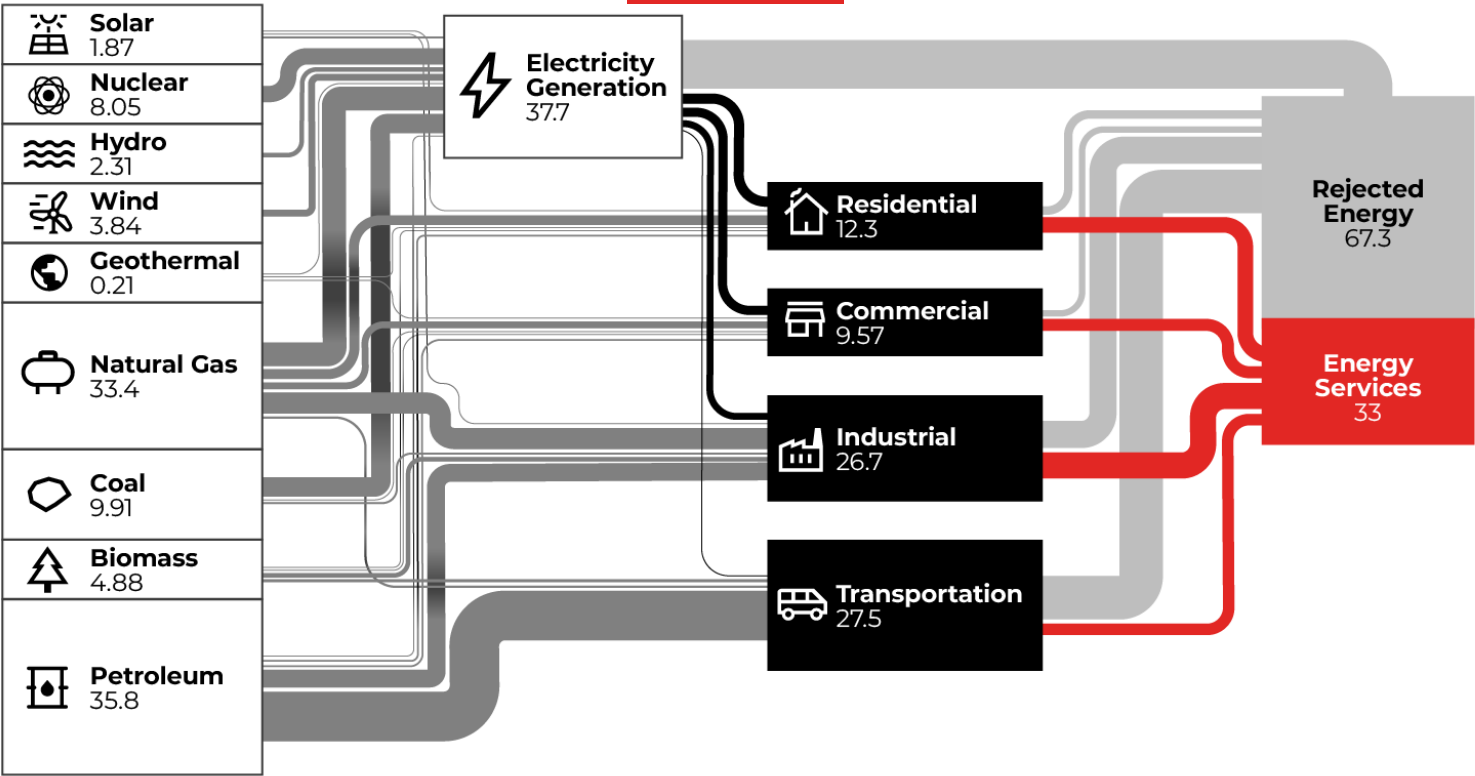 Solar
1.87
Nuclear
8.05
Hydro
2.31
Wind
3.84
Geothermal
0.21
Natural Gas
33.4
Coal
9.91
Biomass
4.88
Petroleum
35.8
Electricity
Generation
37.7
Residential
12.3
Commercial
9.57
Industrial
26.7
Transportation
27.5
Rejected
Energy
67.3
Energy
Services
33